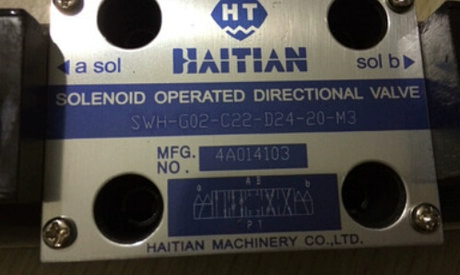 HT
HAITIAN
a sol
sol b
SOLENOID OPERATED DIRECTIONAL VALVE
SWH-G02-C22-D24-20-M3
MFG. NO. 4A014103
A B
a b
P T
HAITIAN MACHINERY CO.,LTD.